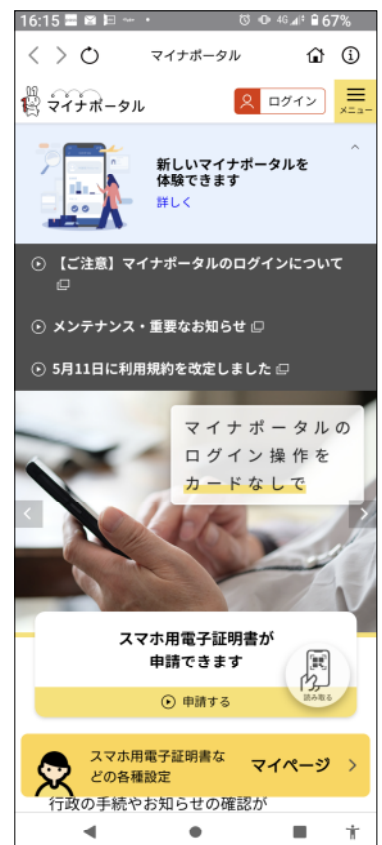 16:15
4G 67%
マイナポータル
マイナポータル
ログイン
メニュー
新しいマイナポータルを
体験できます
詳しく
【ご注意】マイナポータルのログインについて
メンテナンス・重要なお知らせ
5月11日に利用規約を改定しました
マイナポータルの
ログイン操作を
カードなしで
スマホ用電子証明書が
申請できます
読み取る
申請する
スマホ用電子証明書な
どの各種設定
マイページ
行政の手続やお知らせの確認が